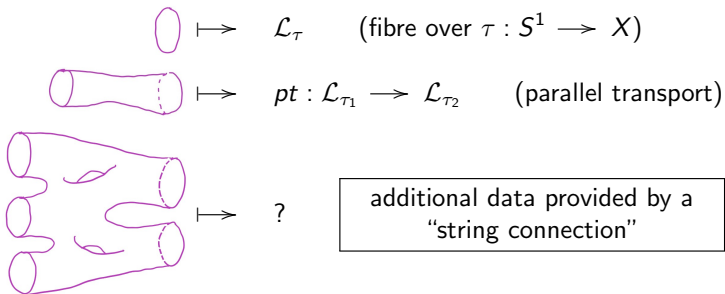 ⟼ ℒ_τ (fibre over τ : S¹ ⟶ X)
⟼ pt : ℒ_τ₁ ⟶ ℒ_τ₂ (parallel transport)
⟼ ?
additional data provided by a
“string connection”